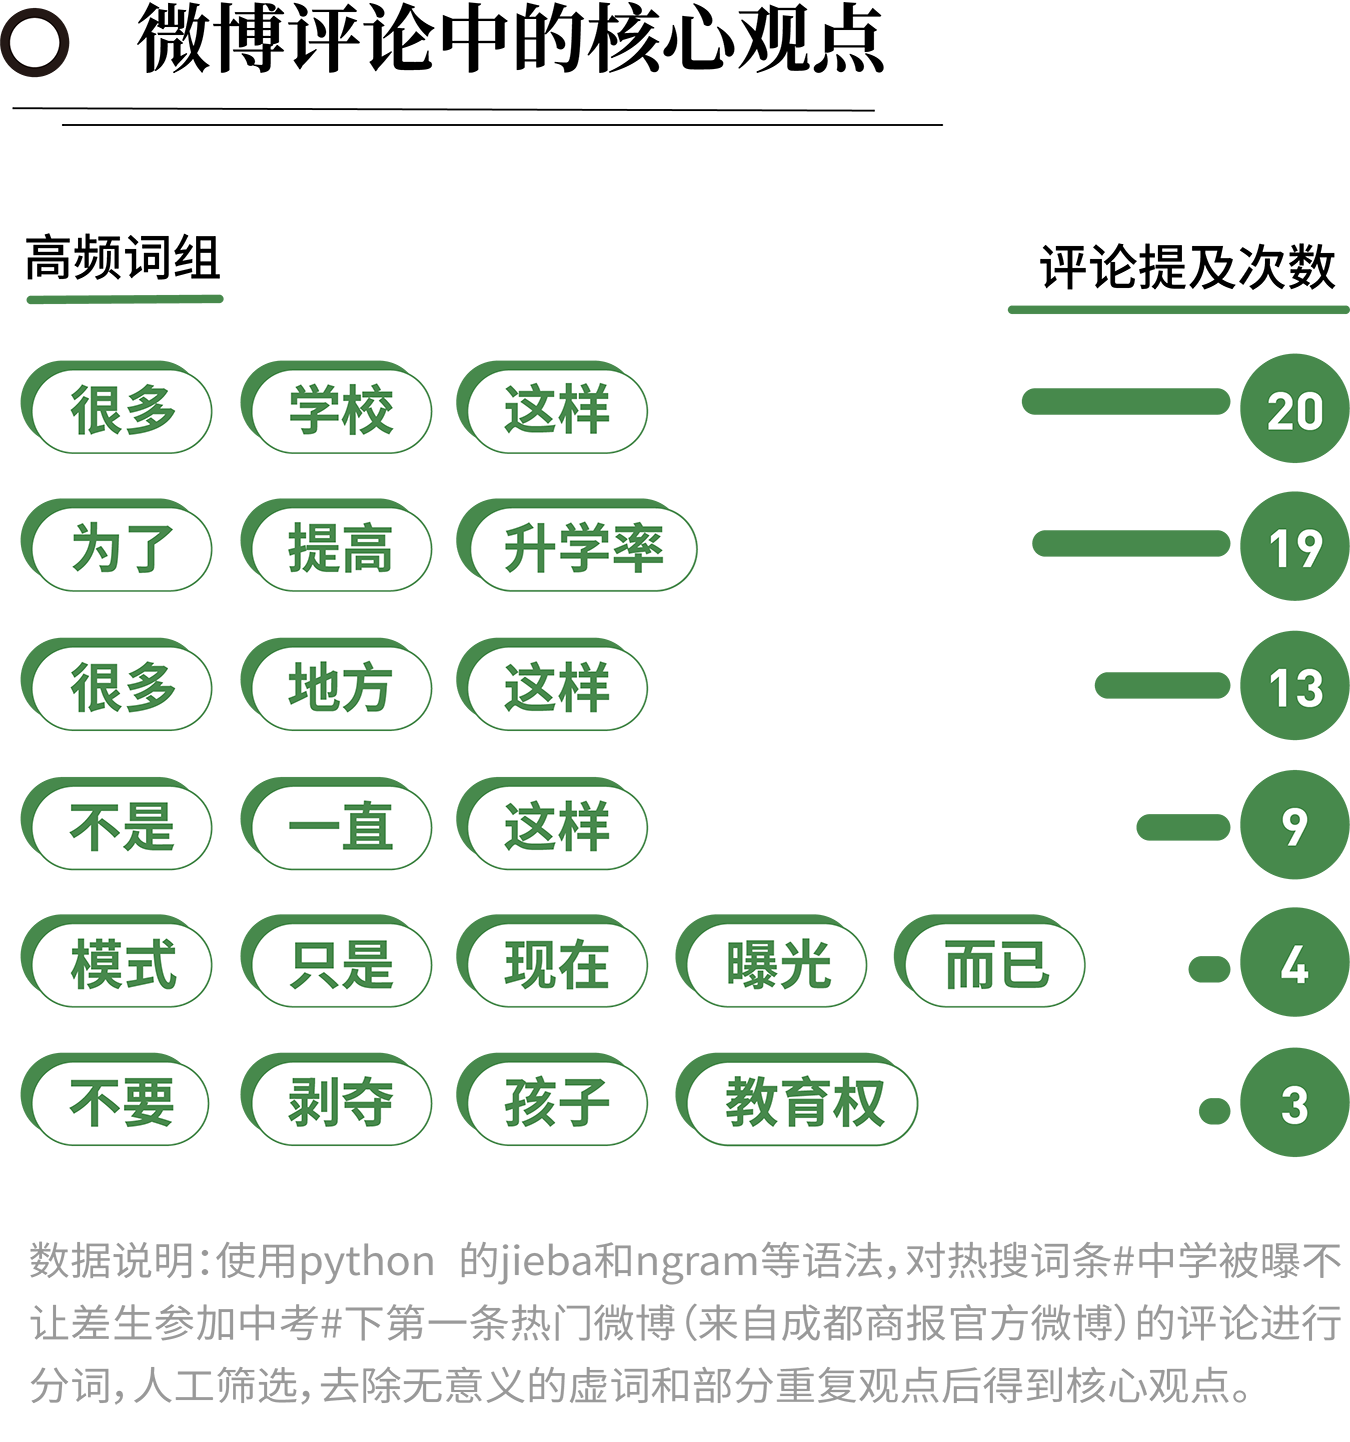 微博评论中的核心观点
高频词组 评论提及次数
很多 学校 这样 20
为了 提高 升学率 19
很多 地方 这样 13
不是 一直 这样 9
模式 只是 现在 曝光 而已 4
不要 剥夺 孩子 教育权 3
数据说明：使用python 的jieba和ngram等语法，对热搜词条#中学被曝不
让差生参加中考#下第一条热门微博（来自成都商报官方微博）的评论进行
分词，人工筛选，去除无意义的虚词和部分重复观点后得到核心观点。